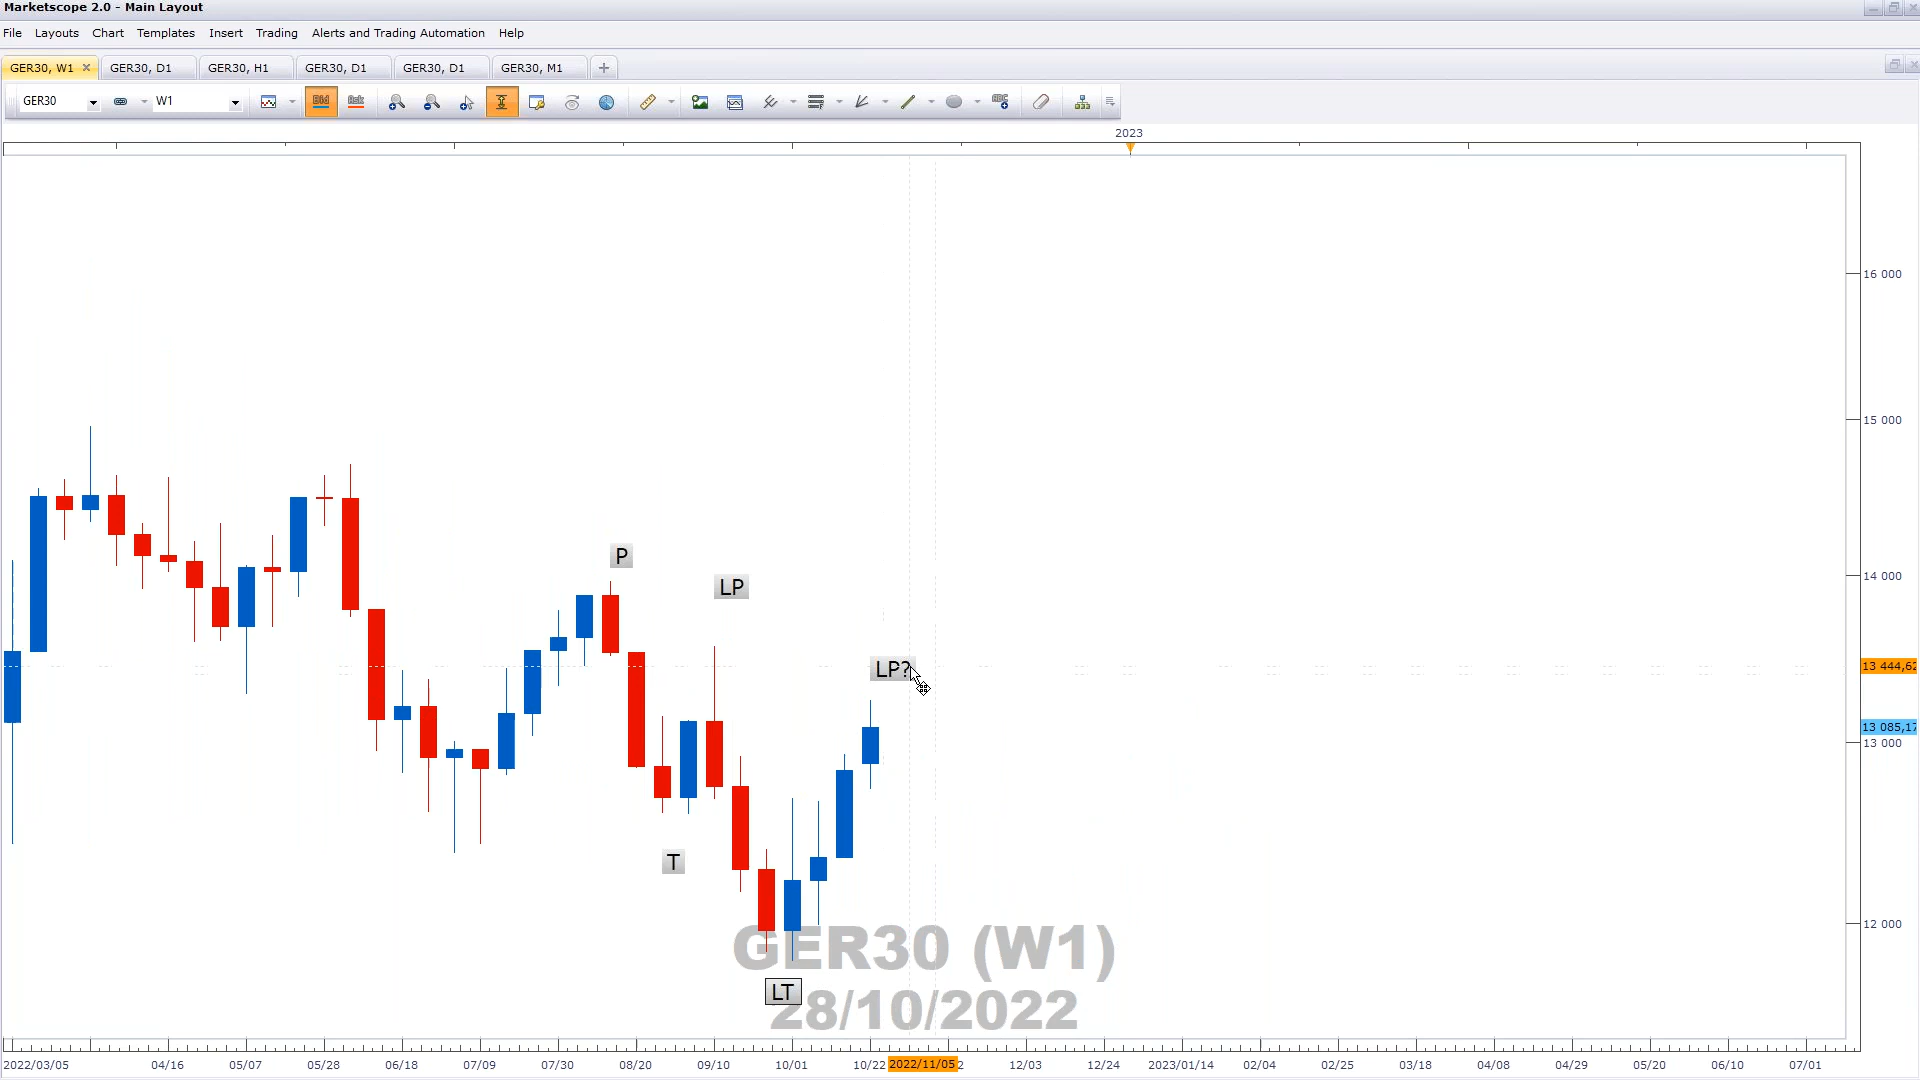 Marketscope 2.0 - Main Layout
File Layouts Chart Templates Insert Trading Alerts and Trading Automation Help
GER30, W1 GER30, D1 GER30, H1 GER30, D1 GER30, D1 GER30, M1
GER30 W1 Bid Ask ABC
2023
16 000
15 000
P
14 000
LP
LP?
13 444,62
13 085,17
13 000
T
12 000
GER30 (W1)
LT
28/10/2022
2022/03/05 04/16 05/07 05/28 06/18 07/09 07/30 08/20 09/10 10/01 10/22 2022/11/05 2 12/03 12/24 2023/01/14 02/04 02/25 03/18 04/08 04/29 05/20 06/10 07/01